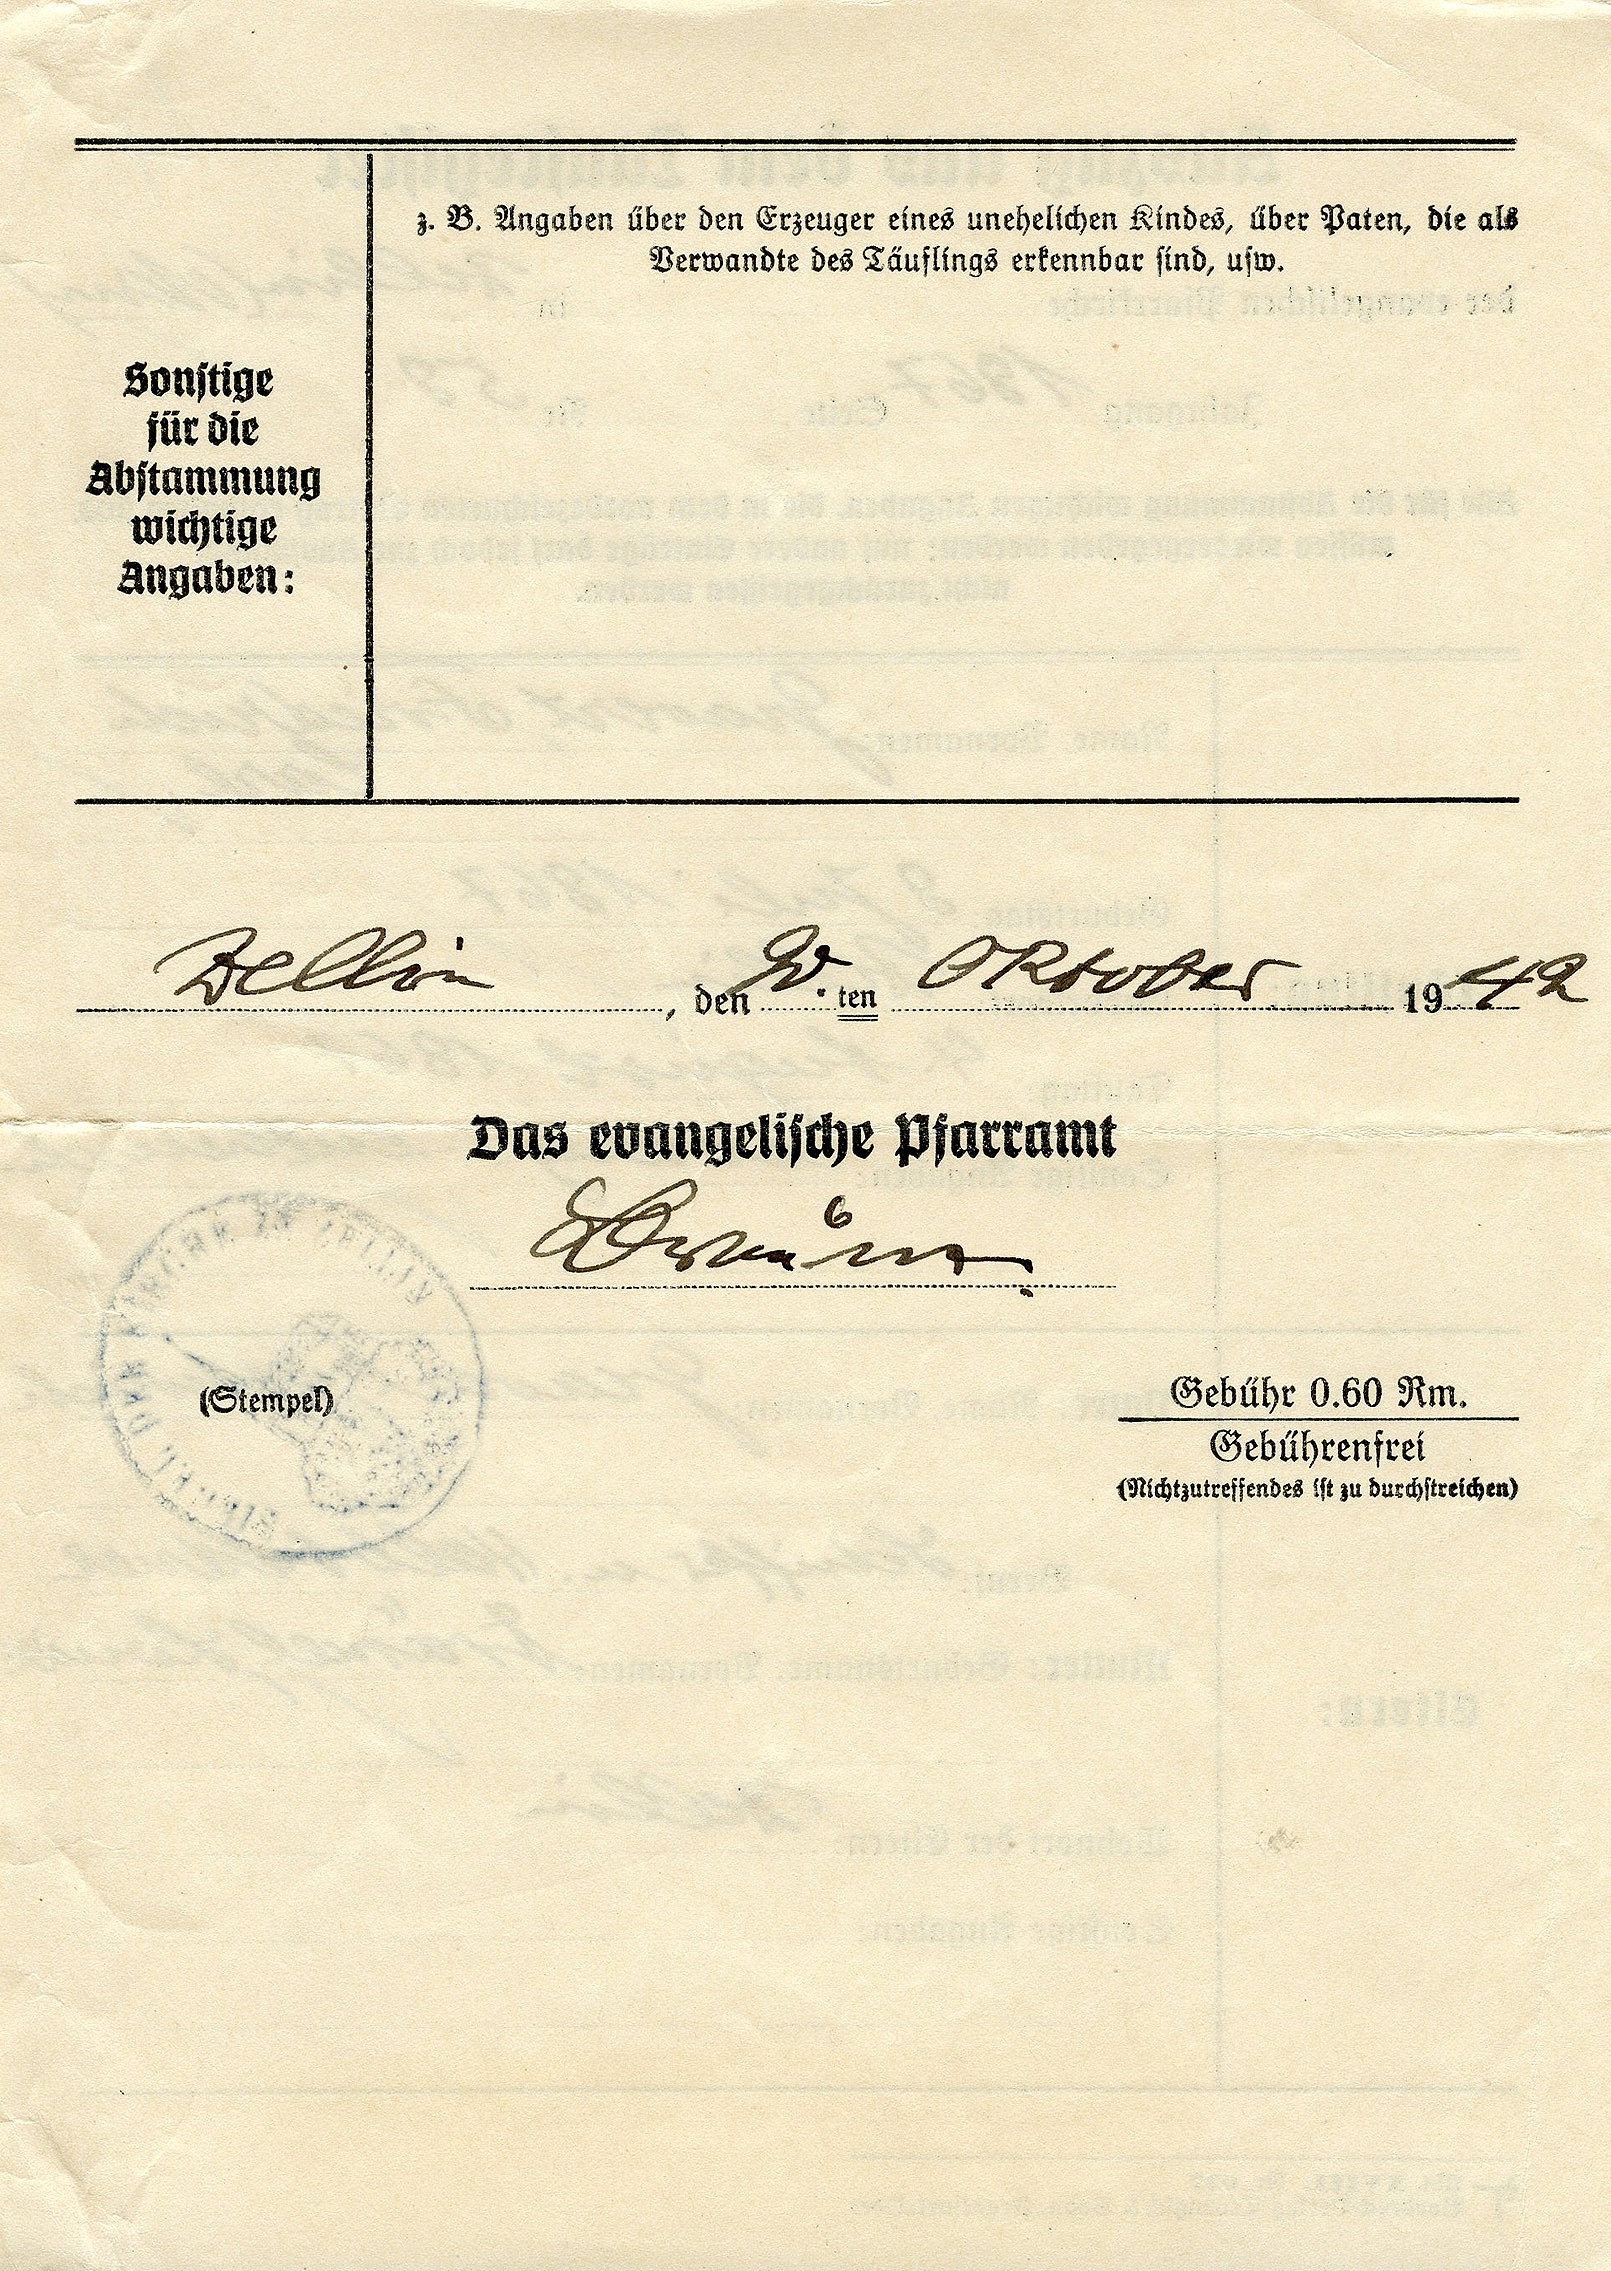 z. B. Angaben über den Erzeuger eines unehelichen Kindes, über Paten, die als
Verwandte des Täuflings erkennbar sind, usw.
Sonstige
für die
Abstammung
wichtige
Angaben:
Zellin, den 20. ten Oktober 1942
Das evangelische Pfarramt
(Stempel)
Gebühr 0.60 Rm.
Gebührenfrei
(Nichtzutreffendes ist zu durchstreichen)